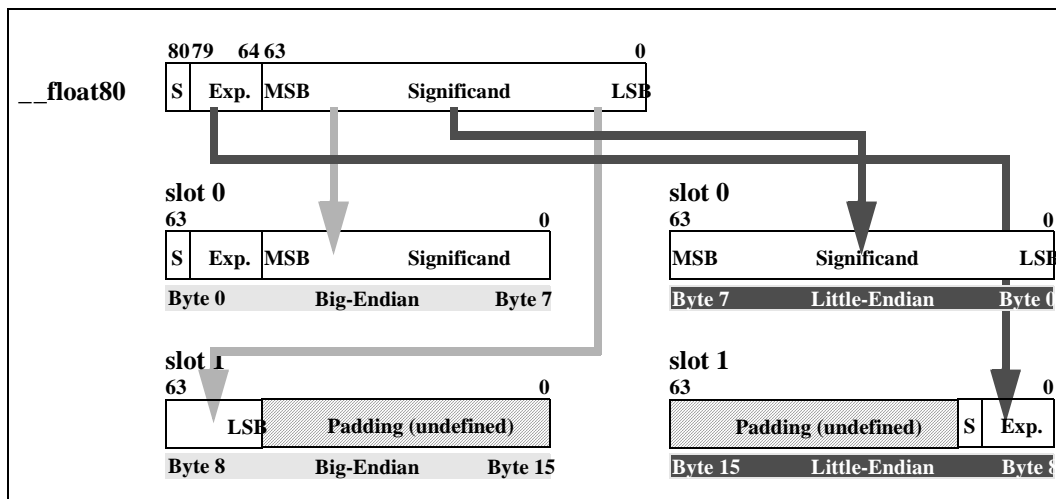 80 79 64 63 0
__float80 S Exp. MSB Significand LSB
slot 0 slot 0
63 0 63 0
S Exp. MSB Significand MSB Significand LSB
Byte 0 Big-Endian Byte 7 Byte 7 Little-Endian Byte 0
slot 1 slot 1
63 0 63 0
LSB Padding (undefined) Padding (undefined) S Exp.
Byte 8 Big-Endian Byte 15 Byte 15 Little-Endian Byte 8